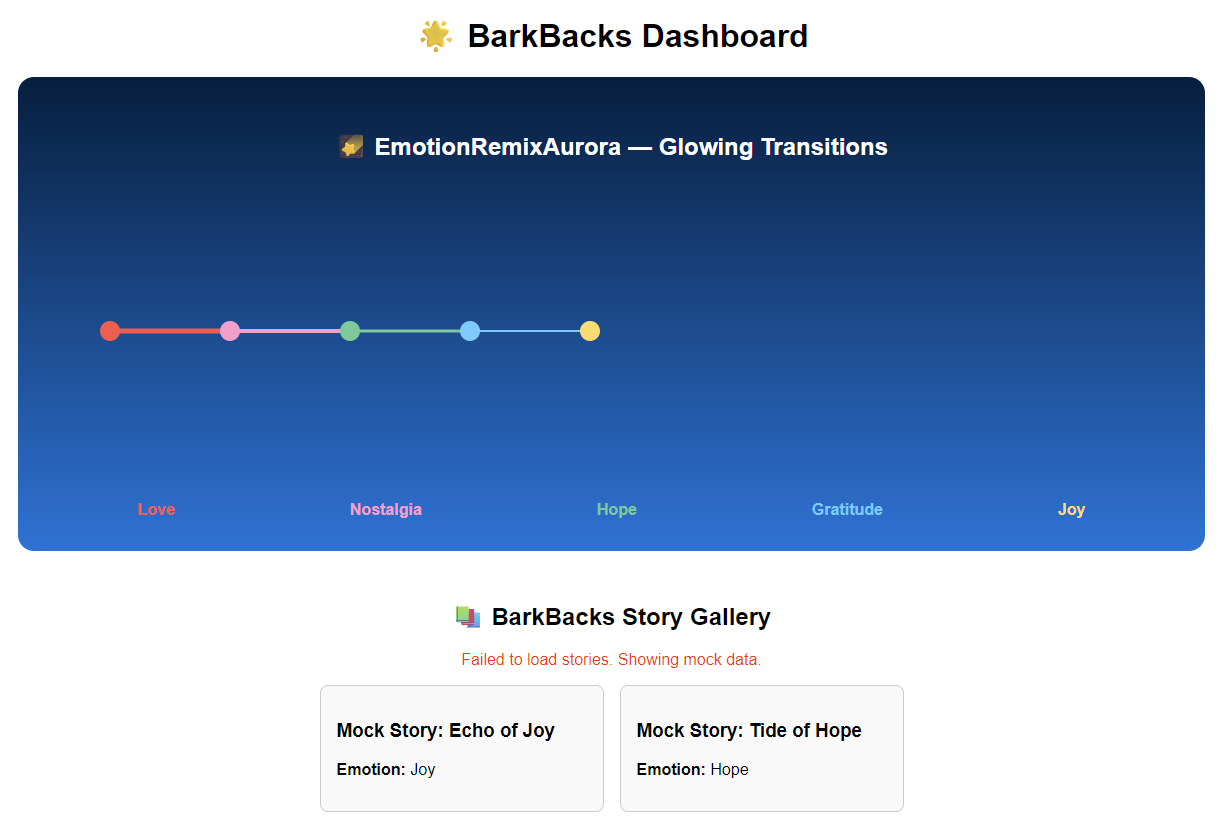 🌟 BarkBacks Dashboard
🌠 EmotionRemixAurora — Glowing Transitions
Love Nostalgia Hope Gratitude Joy
📚 BarkBacks Story Gallery
Failed to load stories. Showing mock data.
Mock Story: Echo of Joy
Emotion: Joy
Mock Story: Tide of Hope
Emotion: Hope